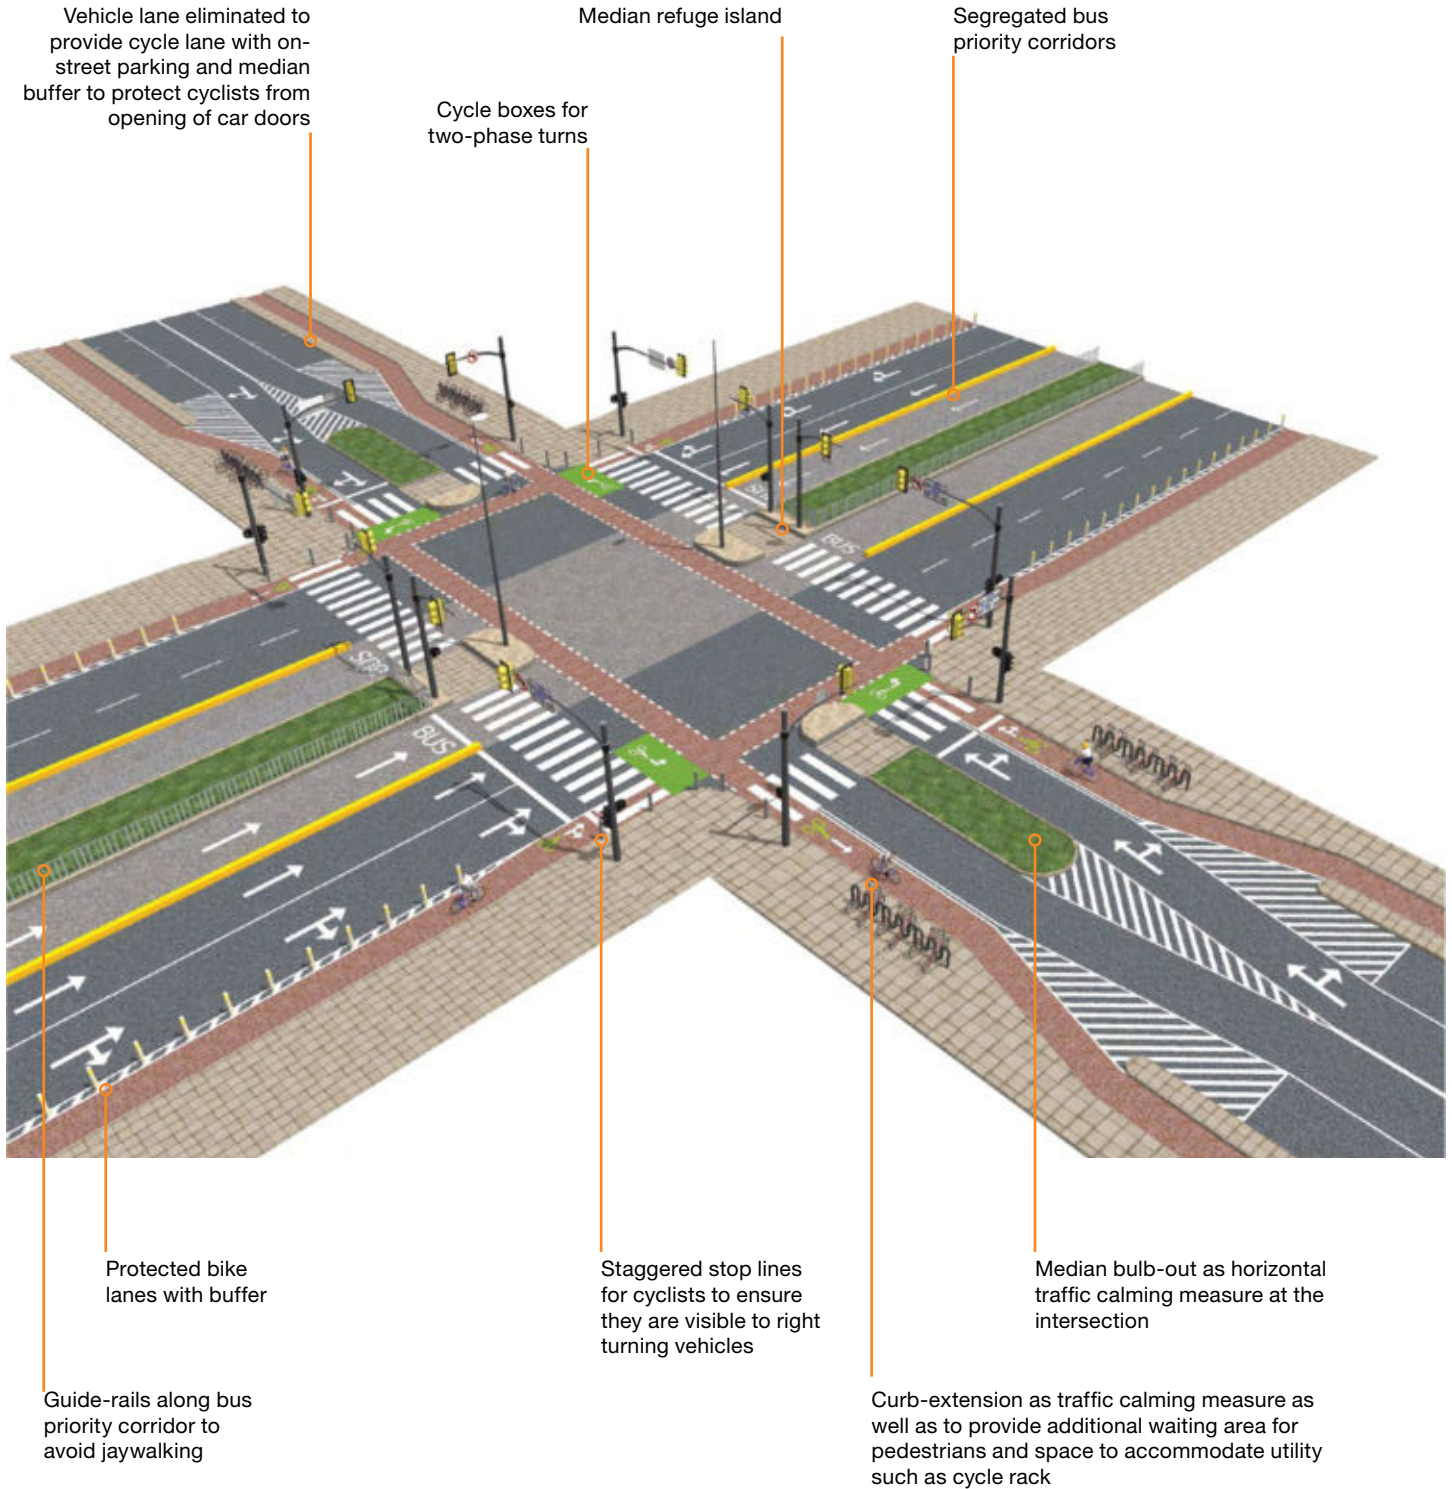 Vehicle lane eliminated to
provide cycle lane with on-
street parking and median
buffer to protect cyclists from
opening of car doors
Cycle boxes for
two-phase turns
Median refuge island
Segregated bus
priority corridors
BUS
BUS
BUS
BUS
Protected bike
lanes with buffer
Guide-rails along bus
priority corridor to
avoid jaywalking
Staggered stop lines
for cyclists to ensure
they are visible to right
turning vehicles
Median bulb-out as horizontal
traffic calming measure at the
intersection
Curb-extension as traffic calming measure as
well as to provide additional waiting area for
pedestrians and space to accommodate utility
such as cycle rack